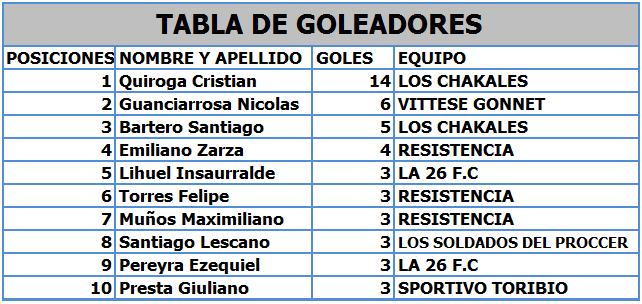 TABLA DE GOLEADORES
POSICIONES NOMBRE Y APELLIDO GOLES EQUIPO
1 Quiroga Cristian 14 LOS CHAKALES
2 Guanciarrosa Nicolas 6 VITTESE GONNET
3 Bartero Santiago 5 LOS CHAKALES
4 Emiliano Zarza 4 RESISTENCIA
5 Lihuel Insaurralde 3 LA 26 F.C
6 Torres Felipe 3 RESISTENCIA
7 Muños Maximiliano 3 RESISTENCIA
8 Santiago Lescano 3 LOS SOLDADOS DEL PROCCER
9 Pereyra Ezequiel 3 LA 26 F.C
10 Presta Giuliano 3 SPORTIVO TORIBIO